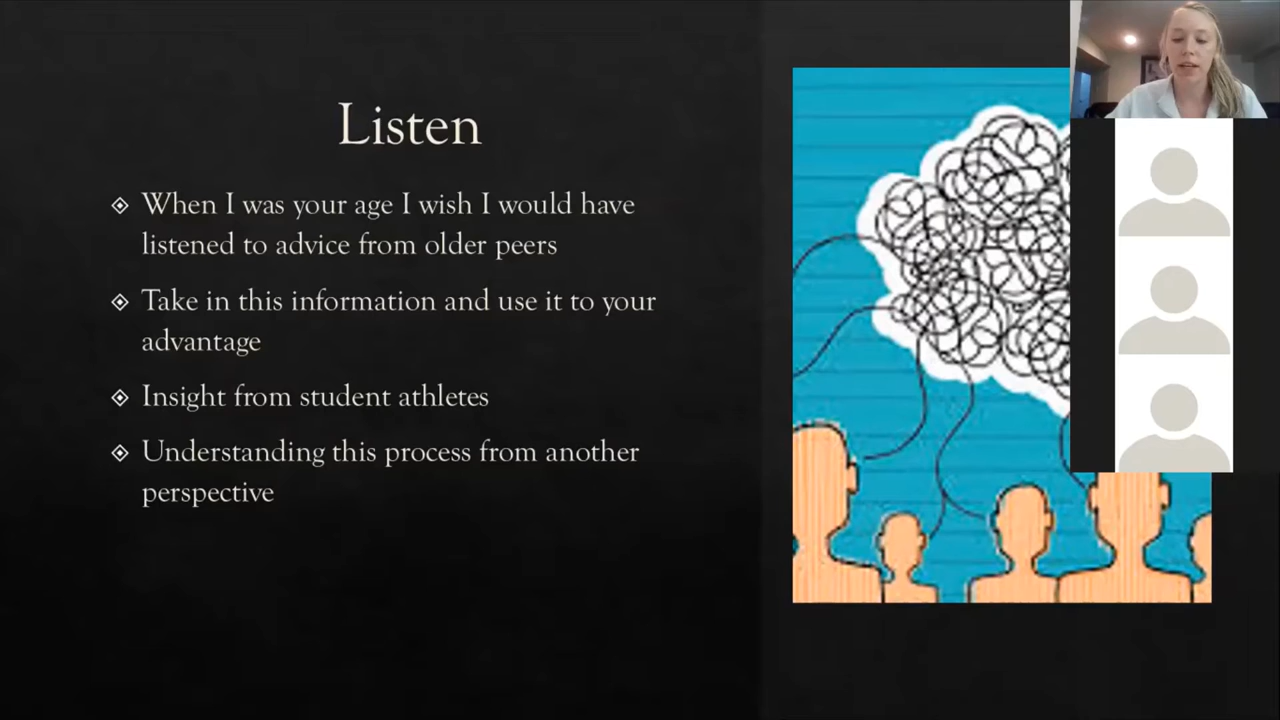 Listen
When I was your age I wish I would have
listened to advice from older peers
Take in this information and use it to your
advantage
Insight from student athletes
Understanding this process from another
perspective